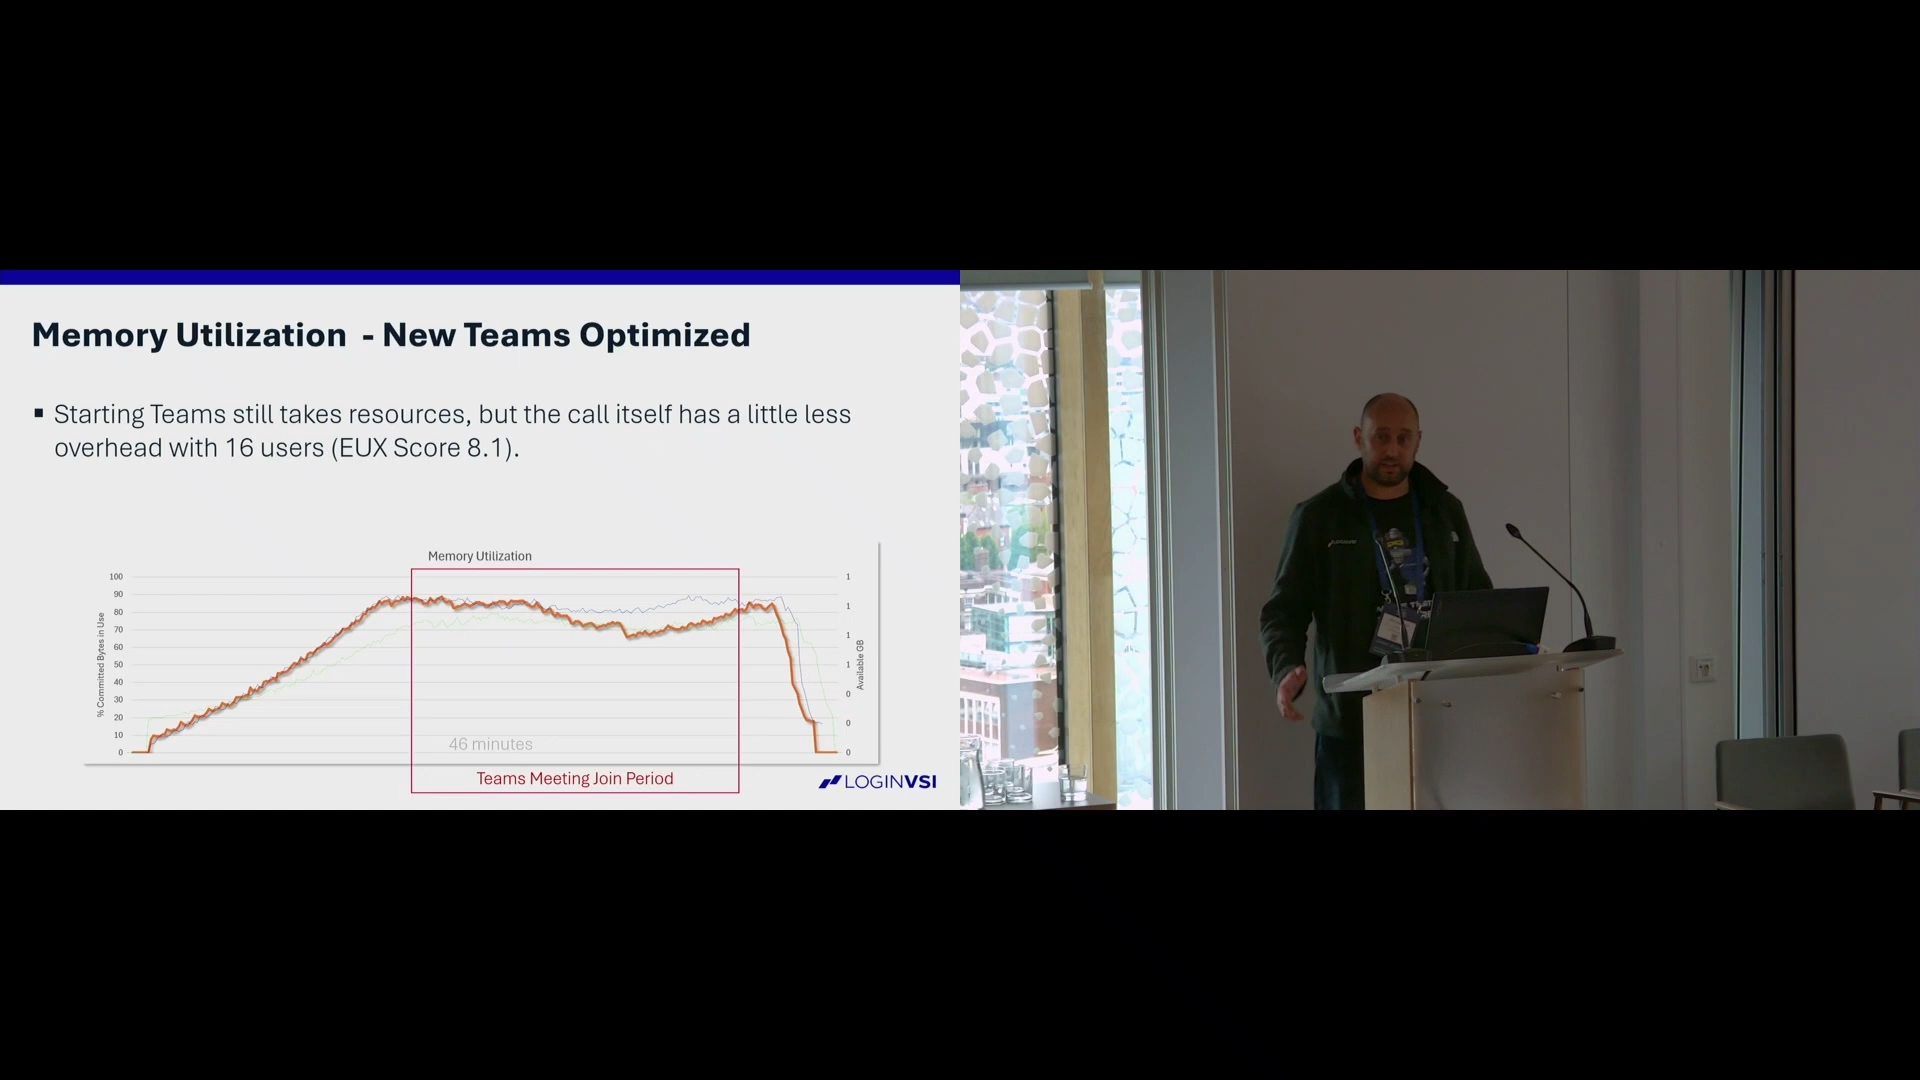 Memory Utilization - New Teams Optimized
▪ Starting Teams still takes resources, but the call itself has a little less
overhead with 16 users (EUX Score 8.1).
Memory Utilization
% Committed Bytes in Use
100
90
80
70
60
50
40
30
20
10
0
1
1
1
1
0
0
0
Available GB
46 minutes
Teams Meeting Join Period
LOGINVSI